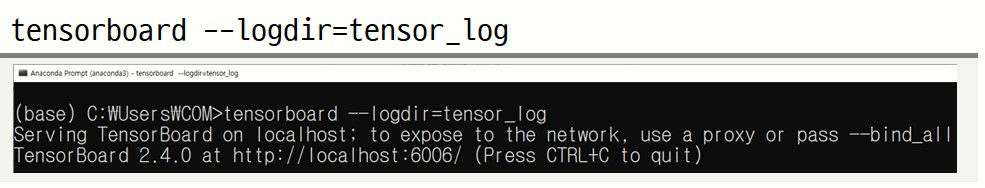 tensorboard --logdir=tensor_log
Anaconda Prompt (anaconda3) - tensorboard --logdir=tensor_log
(base) C:₩Users₩COM>tensorboard --logdir=tensor_log
Serving TensorBoard on localhost; to expose to the network, use a proxy or pass --bind_all
TensorBoard 2.4.0 at http://localhost:6006/ (Press CTRL+C to quit)